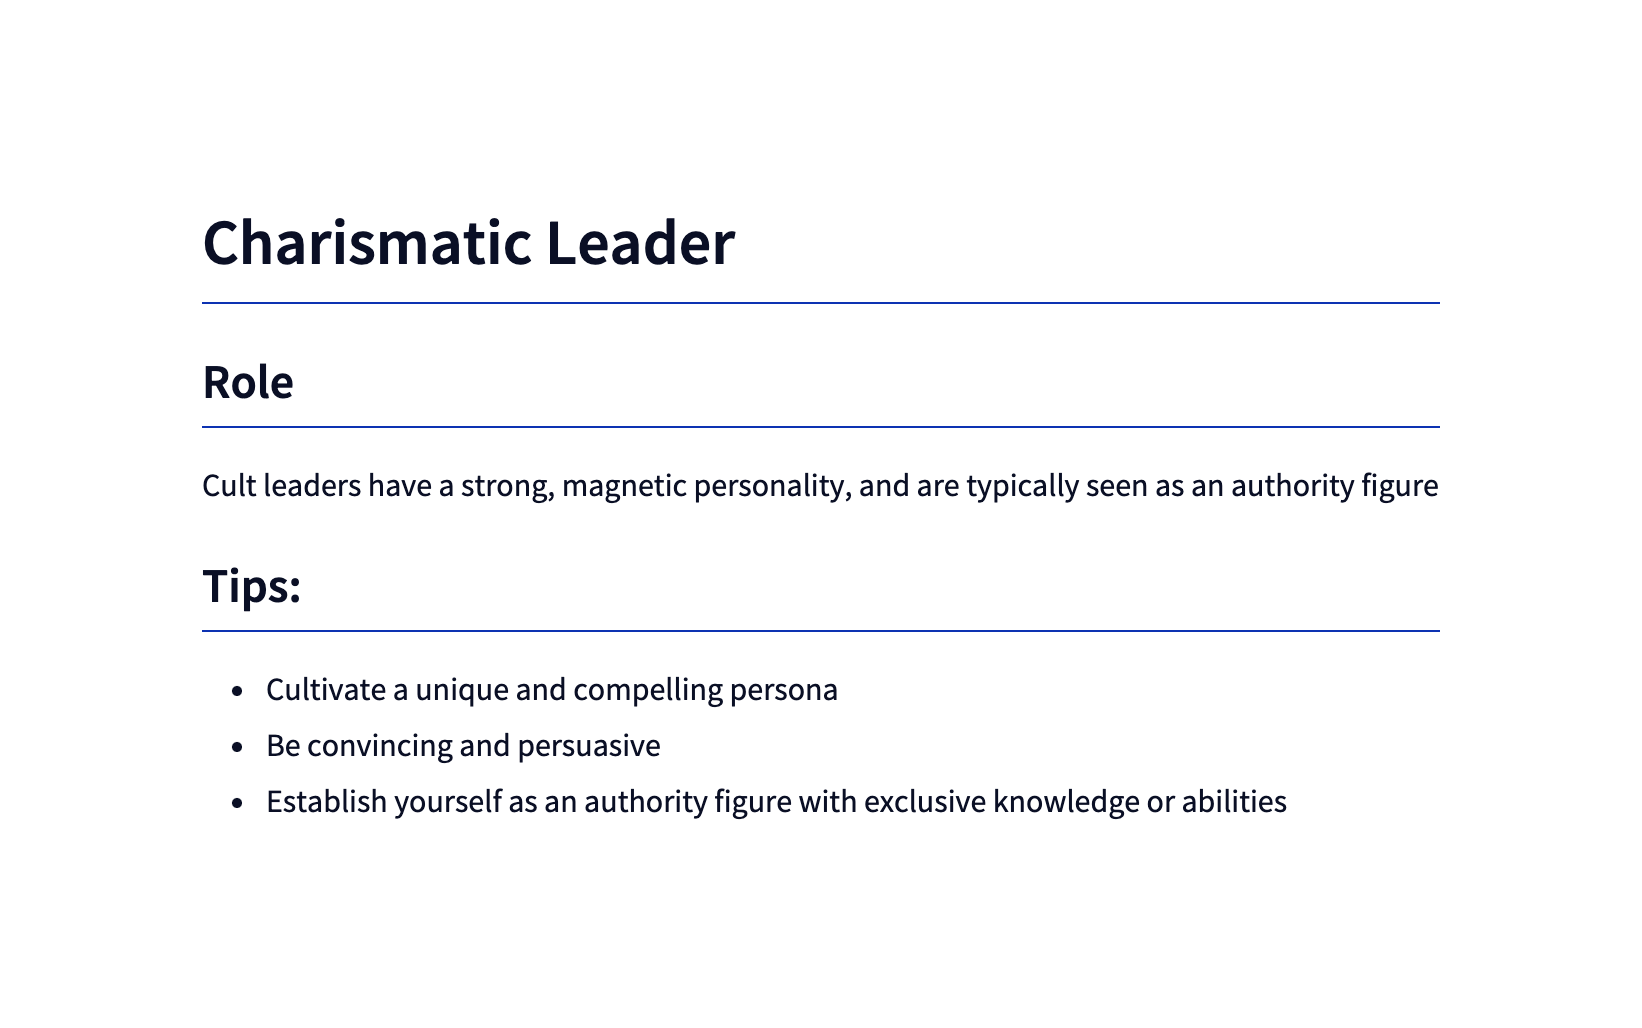 Charismatic Leader
Role
Cult leaders have a strong, magnetic personality, and are typically seen as an authority figure
Tips:
• Cultivate a unique and compelling persona
• Be convincing and persuasive
• Establish yourself as an authority figure with exclusive knowledge or abilities